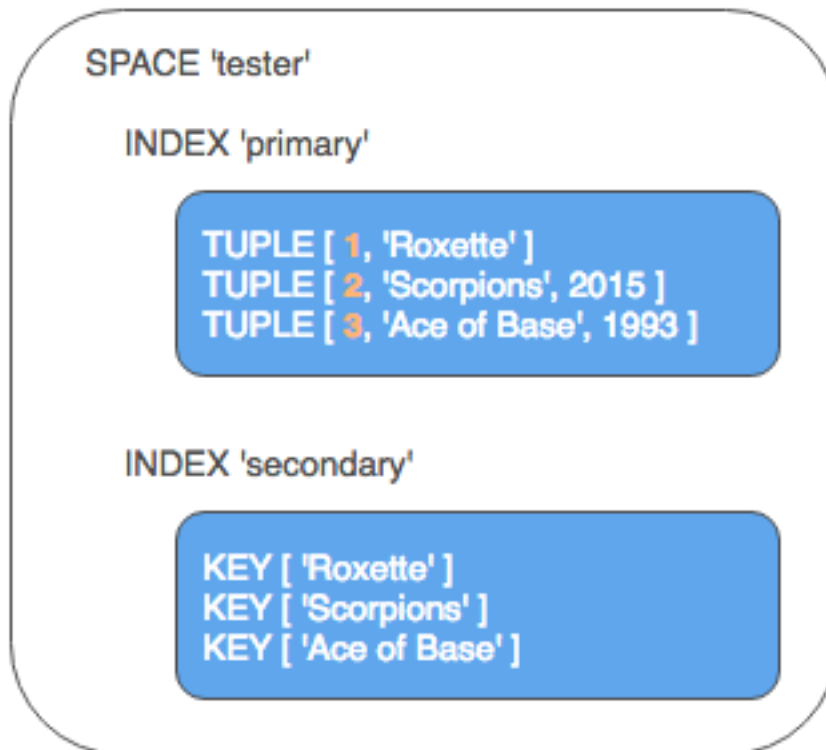 SPACE 'tester'
INDEX 'primary'
TUPLE [ 1, 'Roxette' ]
TUPLE [ 2, 'Scorpions', 2015 ]
TUPLE [ 3, 'Ace of Base', 1993 ]
INDEX 'secondary'
KEY [ 'Roxette' ]
KEY [ 'Scorpions' ]
KEY [ 'Ace of Base' ]